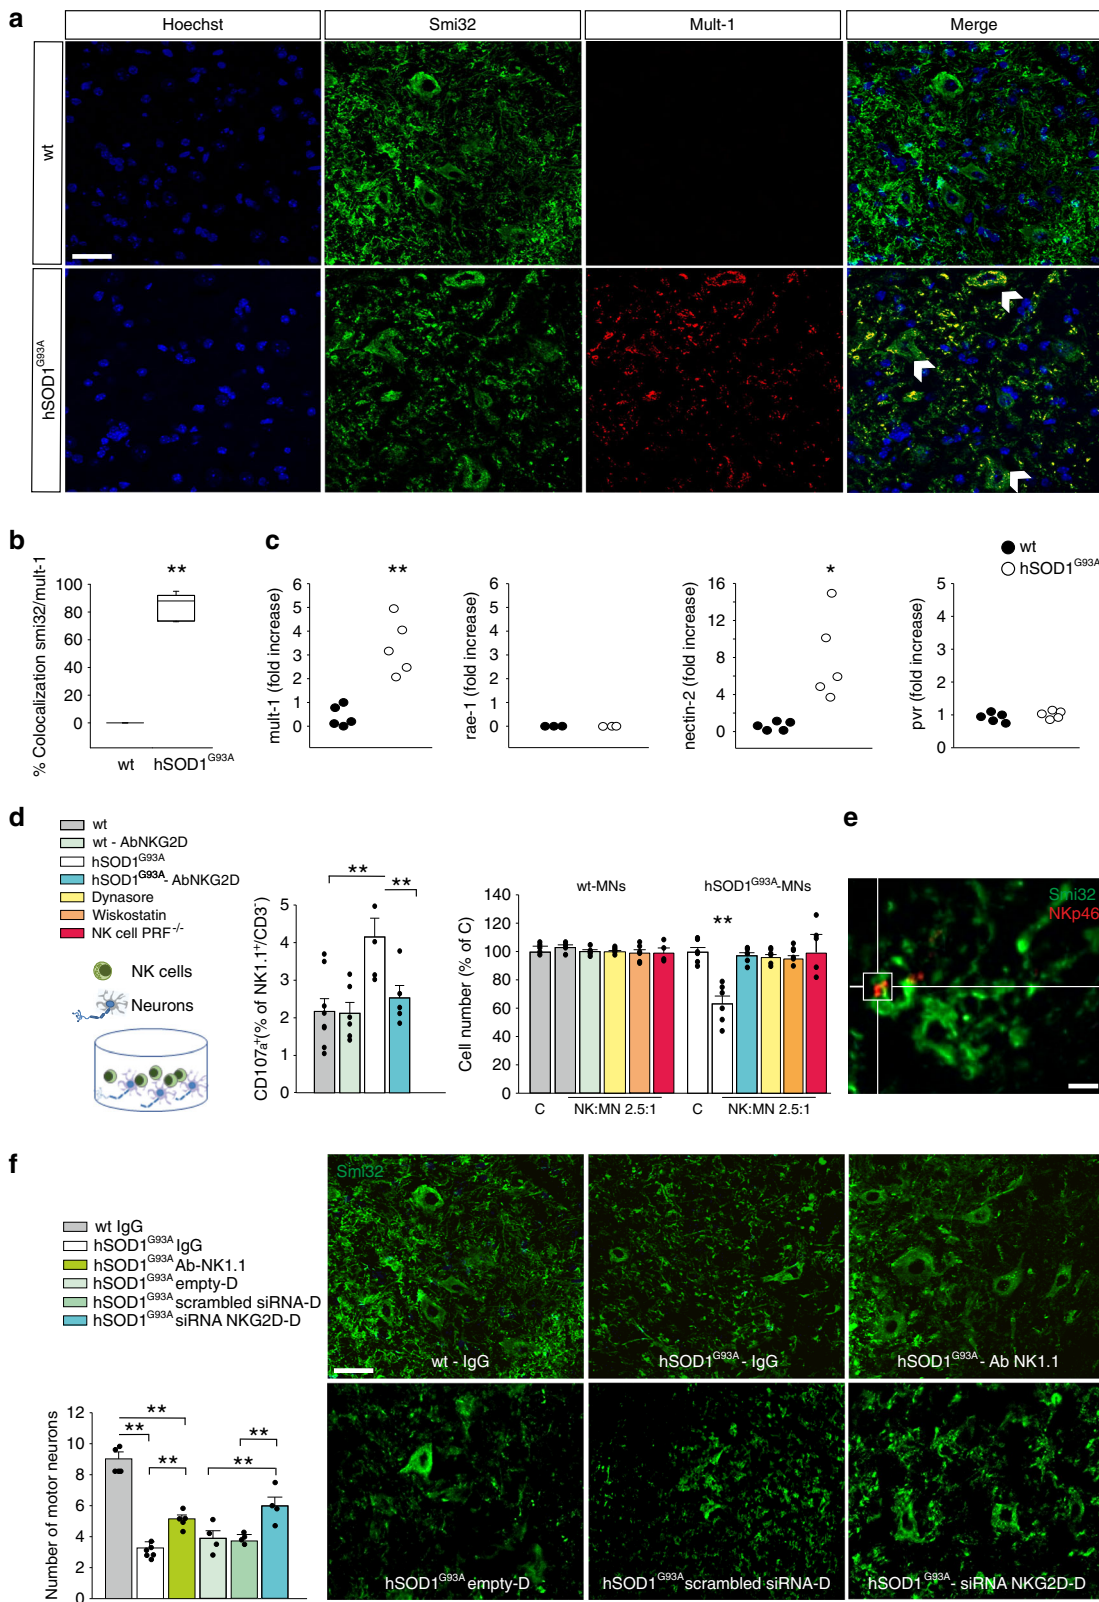 a
Hoechst
Smi32
Mult-1
Merge
wt
hSOD1G93A
b
% Colocalization smi32/mult-1
100
80
60
40
20
0
wt
hSOD1G93A
**
c
wt
hSOD1G93A
mult-1 (fold increase)
6
5
4
3
2
1
0
**
rae-1 (fold increase)
6
5
4
3
2
1
0
nectin-2 (fold increase)
16
12
8
4
0
*
pvr (fold increase)
5
4
3
2
1
0
d
wt
wt - AbNKG2D
hSOD1G93A
hSOD1G93A- AbNKG2D
Dynasore
Wiskostatin
NK cell PRF-/-
NK cells
Neurons
CD107a+(% of NK1.1+/CD3-)
5
4
3
2
1
0
**
**
Cell number (% of C)
140
120
100
80
60
40
20
0
wt-MNs
hSOD1G93A-MNs
**
C
NK:MN 2.5:1
C
NK:MN 2.5:1
e
Smi32
NKp46
f
wt IgG
hSOD1G93A IgG
hSOD1G93A Ab-NK1.1
hSOD1G93A empty-D
hSOD1G93A scrambled siRNA-D
hSOD1G93A siRNA NKG2D-D
Number of motor neurons
12
10
8
6
4
2
0
**
**
**
**
**
Smi32
wt - IgG
hSOD1G93A - IgG
hSOD1G93A - Ab NK1.1
hSOD1G93A empty-D
hSOD1G93A scrambled siRNA-D
hSOD1G93A - siRNA NKG2D-D